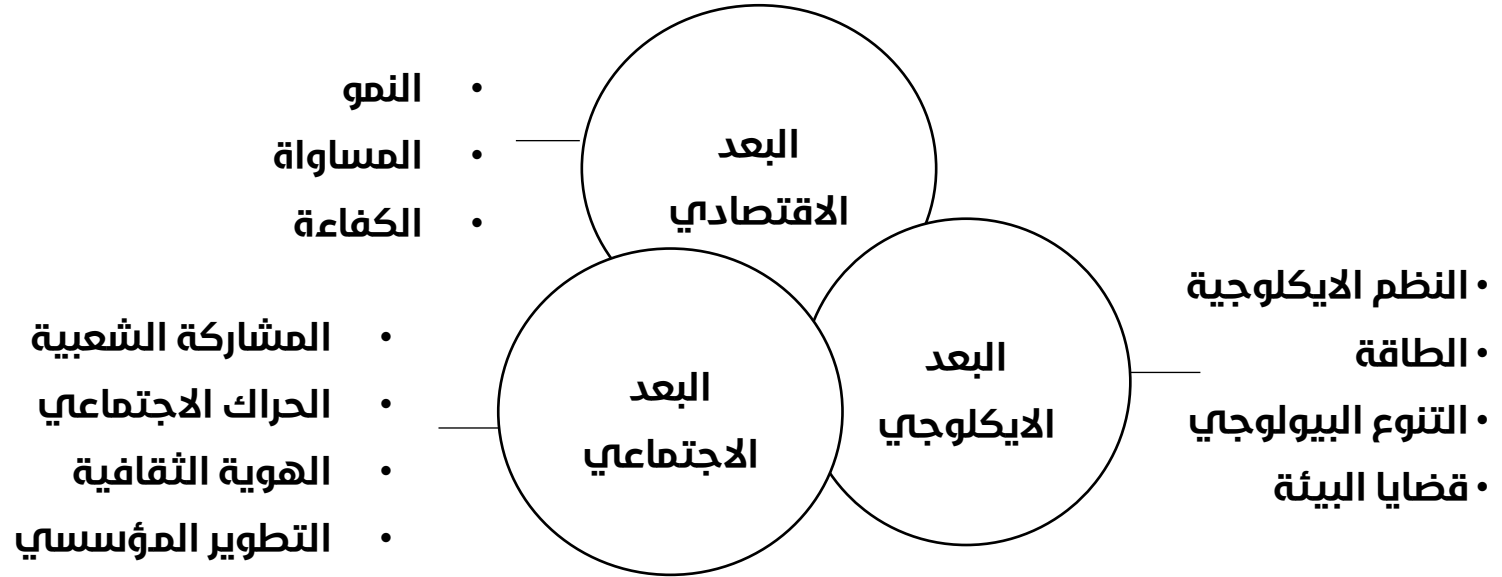 • النمو
• المساواة
• الكفاءة
البعد
الاقتصادي
• النظم الايكلوجية
• الطاقة
• التنوع البيولوجي
• قضايا البيئة
البعد
الايكلوجي
البعد
الاجتماعي
• المشاركة الشعبية
• الحراك الاجتماعي
• الهوية الثقافية
• التطوير المؤسسي